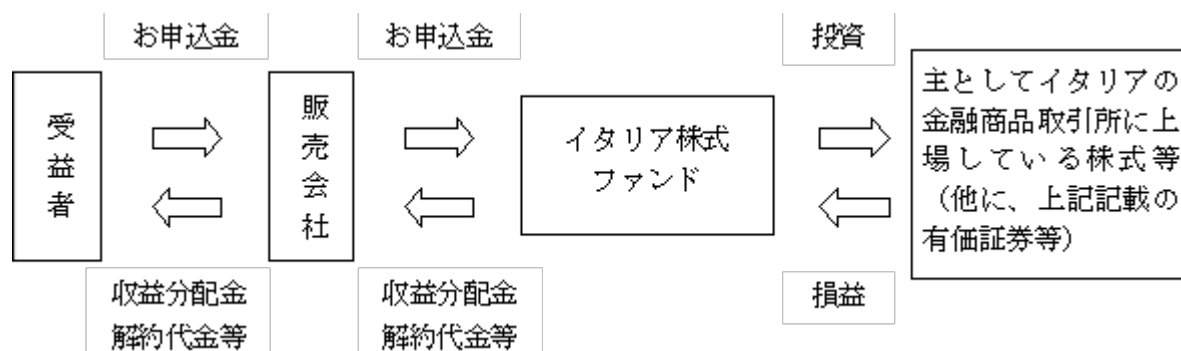 お申込金
お申込金
投資
受益者
販売会社
イタリア株式
ファンド
主としてイタリアの
金融商品取引所に上
場している株式等
（他に、上記記載の
有価証券等）
収益分配金
解約代金等
収益分配金
解約代金等
損益